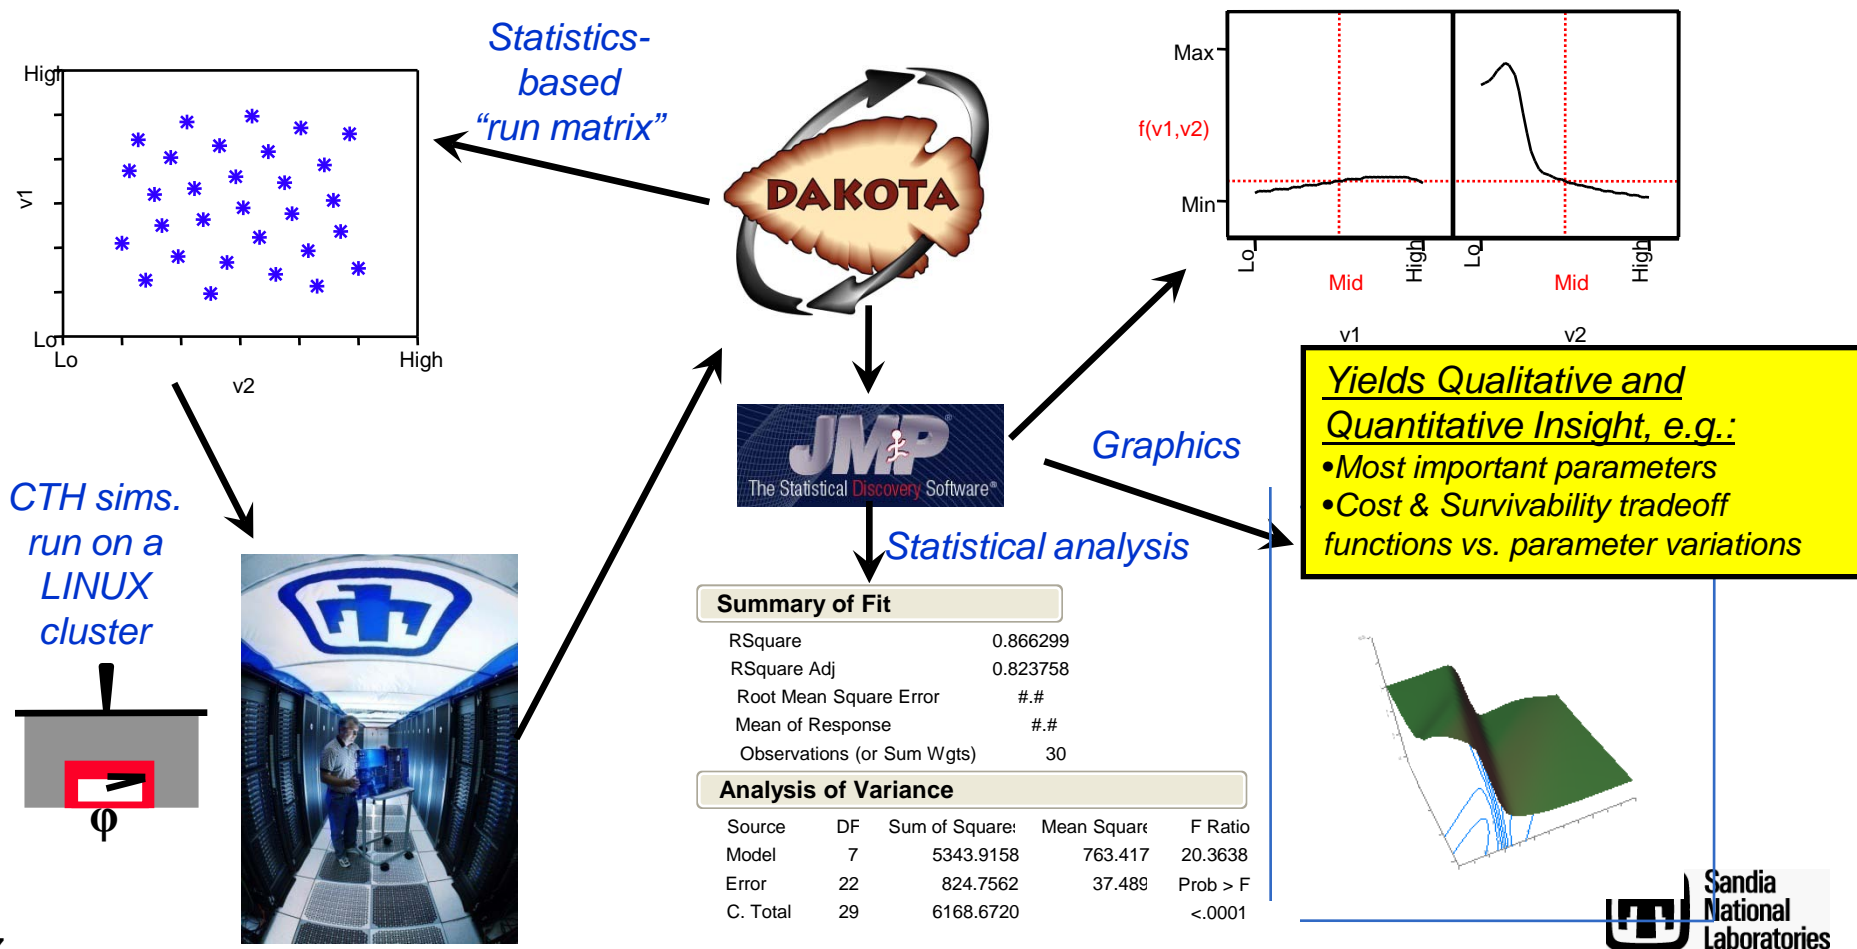 Statistics-
based
“run matrix”
High
v1
Lo
Lo
High
v2
DAKOTA
Max
f(v1,v2)
Min
Lo
Mid
High
v1
Lo
Mid
High
v2
Yields Qualitative and
Quantitative Insight, e.g.:
•Most important parameters
•Cost & Survivability tradeoff
functions vs. parameter variations
JMP®
The Statistical Discovery Software®
Graphics
Statistical analysis
CTH sims.
run on a
LINUX
cluster
φ
Summary of Fit
RSquare 0.866299
RSquare Adj 0.823758
Root Mean Square Error #.#
Mean of Response #.#
Observations (or Sum Wgts) 30
Analysis of Variance
Source DF Sum of Squares Mean Square F Ratio
Model 7 5343.9158 763.417 20.3638
Error 22 824.7562 37.489 Prob > F
C. Total 29 6168.6720 <.0001
Sandia
National
Laboratories